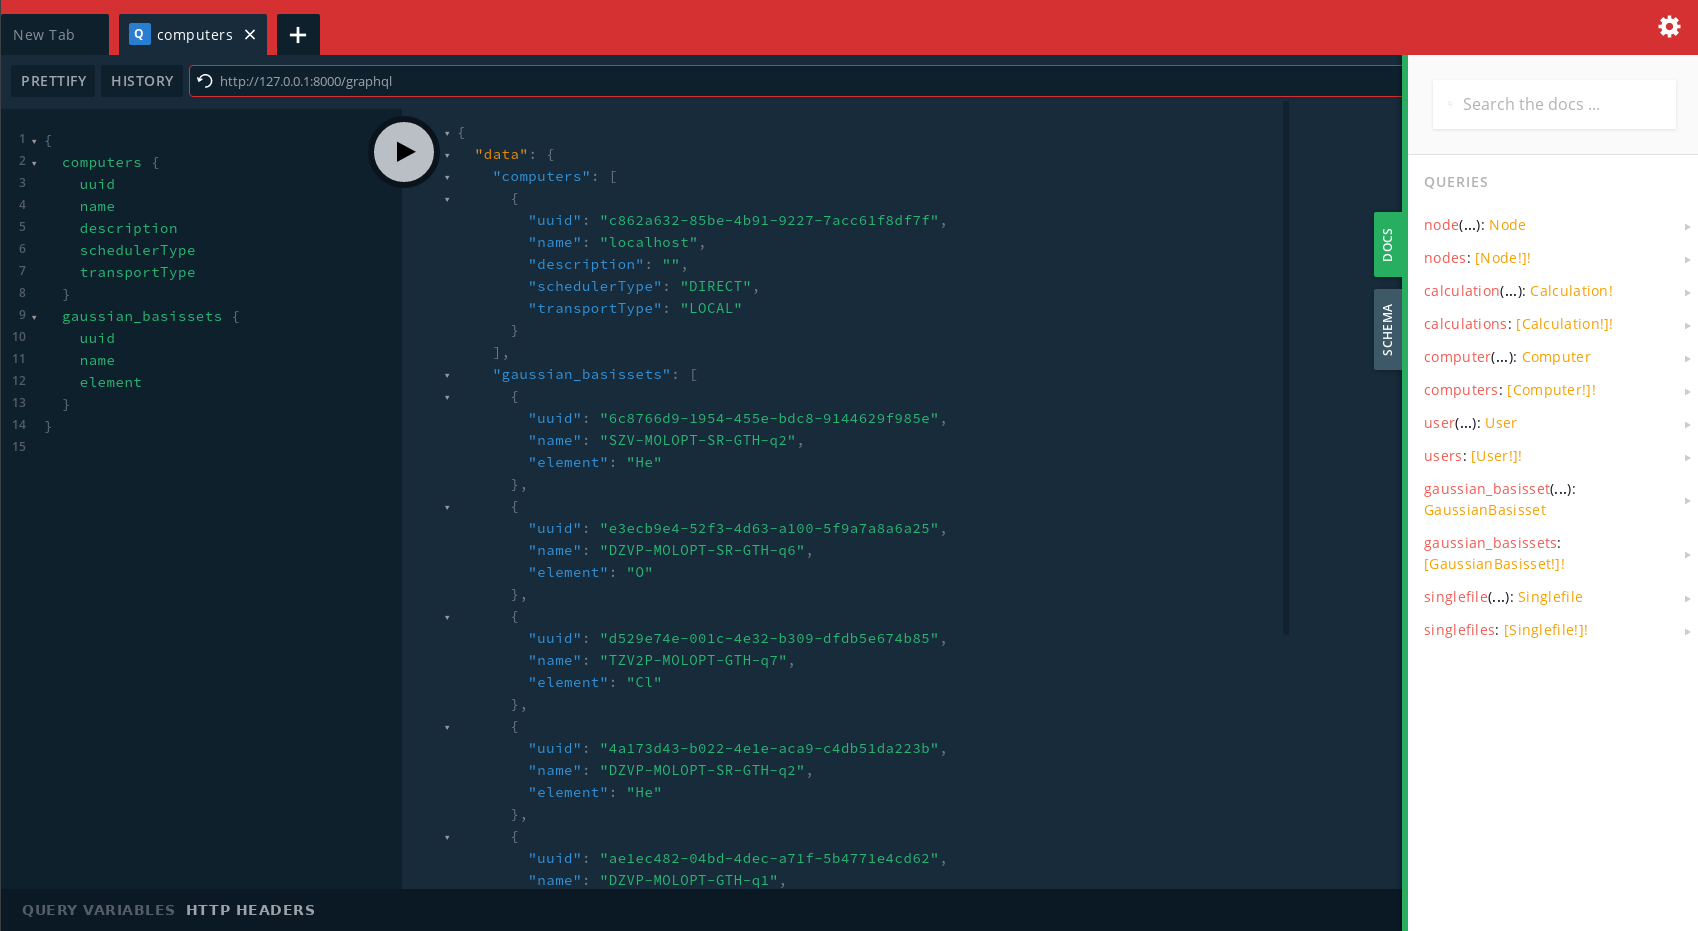 New Tab
Q computers
PRETTIFY HISTORY http://127.0.0.1:8000/graphql
1 {
2 computers {
3 uuid
4 name
5 description
6 schedulerType
7 transportType
8 }
9 gaussian_basissets {
10 uuid
11 name
12 element
13 }
14 }
15
{
"data": {
"computers": [
{
"uuid": "c862a632-85be-4b91-9227-7acc61f8df7f",
"name": "localhost",
"description": "",
"schedulerType": "DIRECT",
"transportType": "LOCAL"
}
],
"gaussian_basissets": [
{
"uuid": "6c8766d9-1954-455e-bdc8-9144629f985e",
"name": "SZV-MOLOPT-SR-GTH-q2",
"element": "He"
},
{
"uuid": "e3ecb9e4-52f3-4d63-a100-5f9a7a8a6a25",
"name": "DZVP-MOLOPT-SR-GTH-q6",
"element": "O"
},
{
"uuid": "d529e74e-001c-4e32-b309-dfdb5e674b85",
"name": "TZV2P-MOLOPT-GTH-q7",
"element": "Cl"
},
{
"uuid": "4a173d43-b022-4e1e-aca9-c4db51da223b",
"name": "DZVP-MOLOPT-SR-GTH-q2",
"element": "He"
},
{
"uuid": "ae1ec482-04bd-4dec-a71f-5b4771e4cd62",
"name": "DZVP-MOLOPT-GTH-q1",
DOCS
SCHEMA
Search the docs ...
QUERIES
node(...): Node
nodes: [Node!]!
calculation(...): Calculation!
calculations: [Calculation!]!
computer(...): Computer
computers: [Computer!]!
user(...): User
users: [User!]!
gaussian_basisset(...):
GaussianBasisset
gaussian_basissets:
[GaussianBasisset!]!
singlefile(...): Singlefile
singlefiles: [Singlefile!]!
QUERY VARIABLES HTTP HEADERS